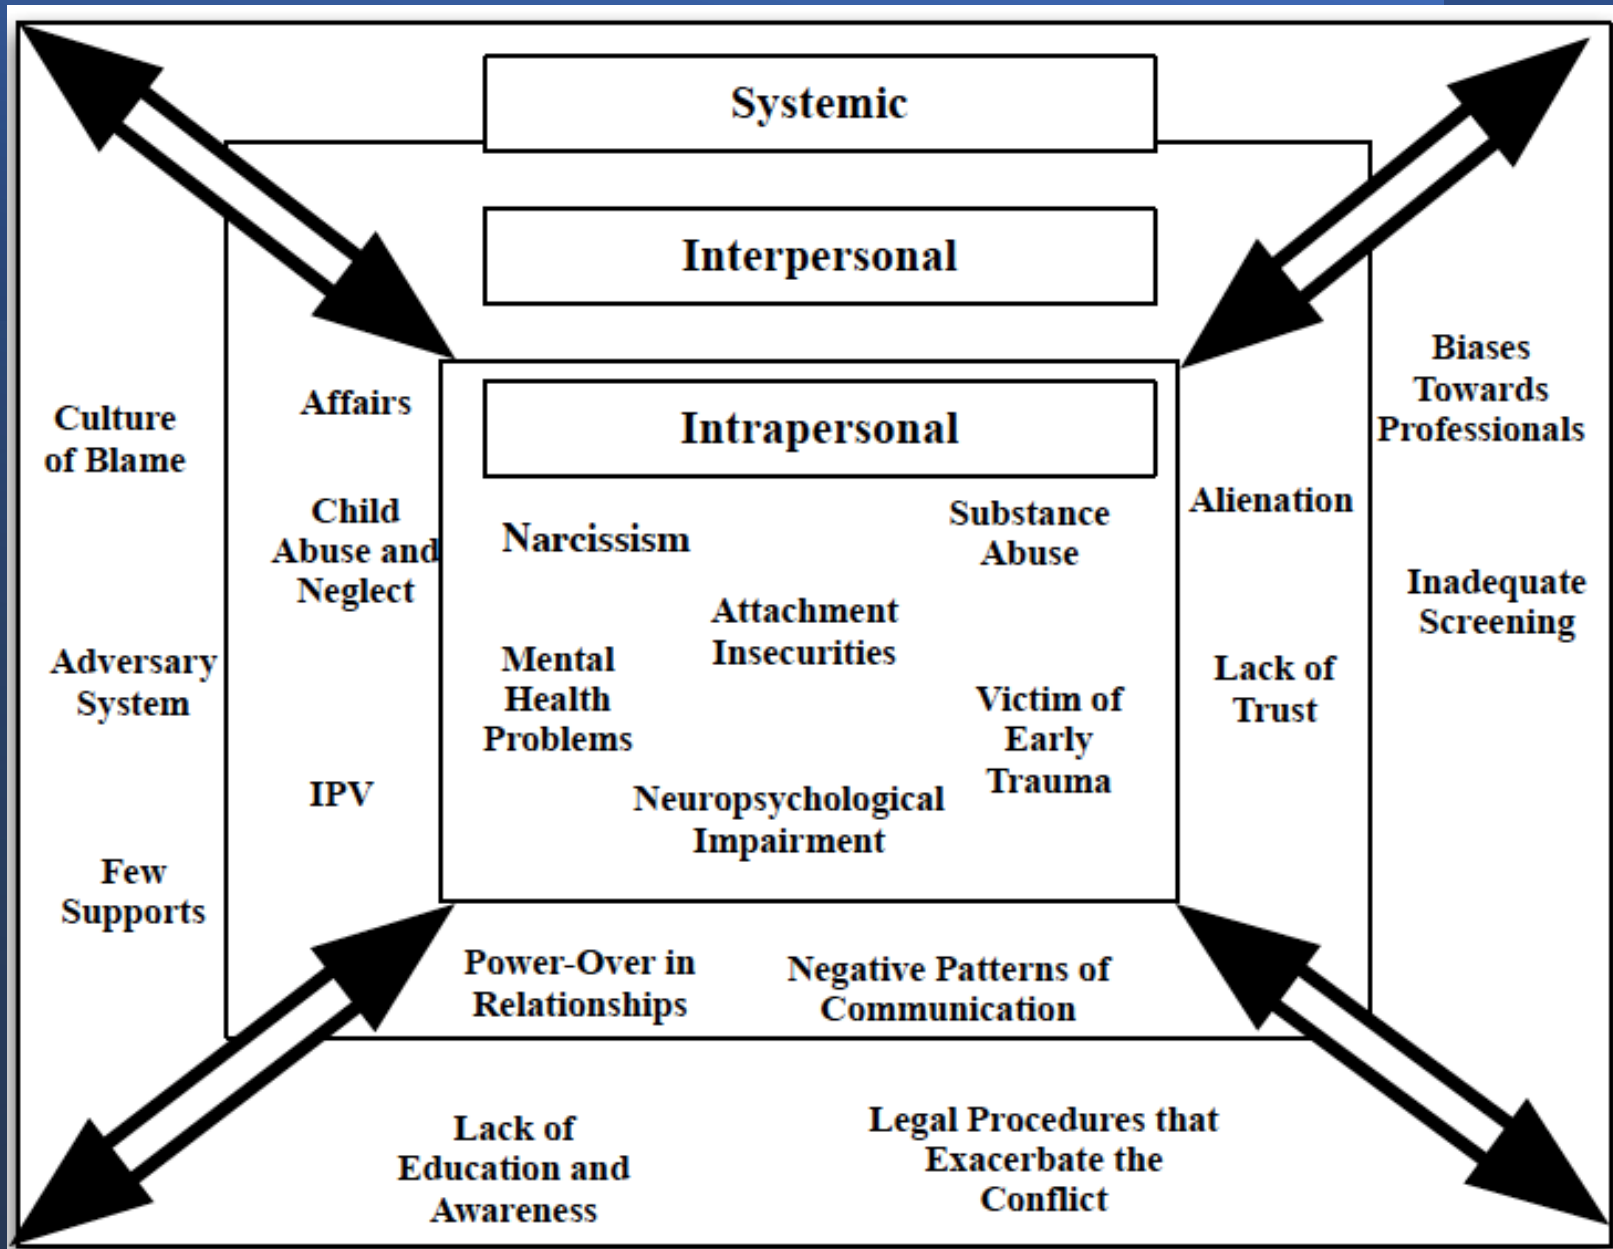 Systemic
Interpersonal
Intrapersonal
Culture
of Blame
Adversary
System
Few
Supports
Affairs
Child
Abuse and
Neglect
IPV
Narcissism
Substance
Abuse
Attachment
Insecurities
Mental
Health
Problems
Victim of
Early
Trauma
Neuropsychological
Impairment
Alienation
Lack of
Trust
Biases
Towards
Professionals
Inadequate
Screening
Power-Over in
Relationships
Negative Patterns of
Communication
Lack of
Education and
Awareness
Legal Procedures that
Exacerbate the
Conflict